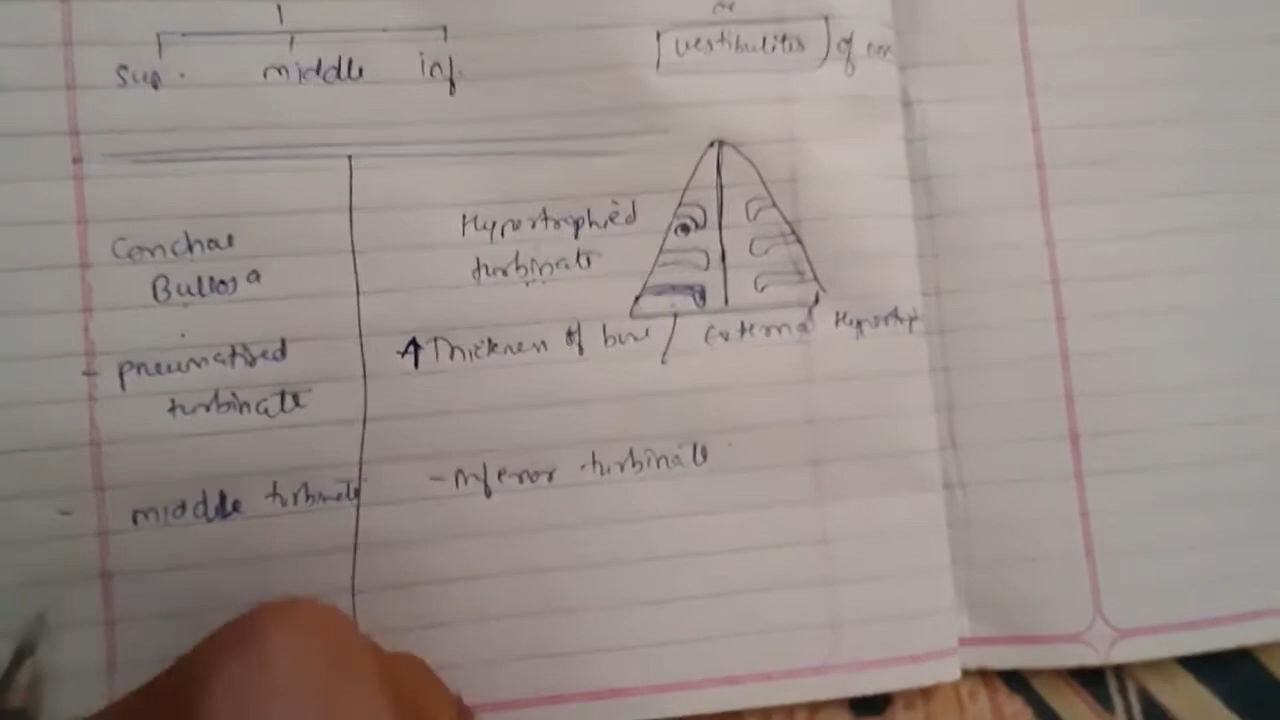 sup. middle inf.
vestibulitis of
Conchae
Bullosa
Hypertrophied
turbinate
- pneumatised
turbinate
↑ Thickness of bone / External
- middle turbinate
- Inferior turbinate